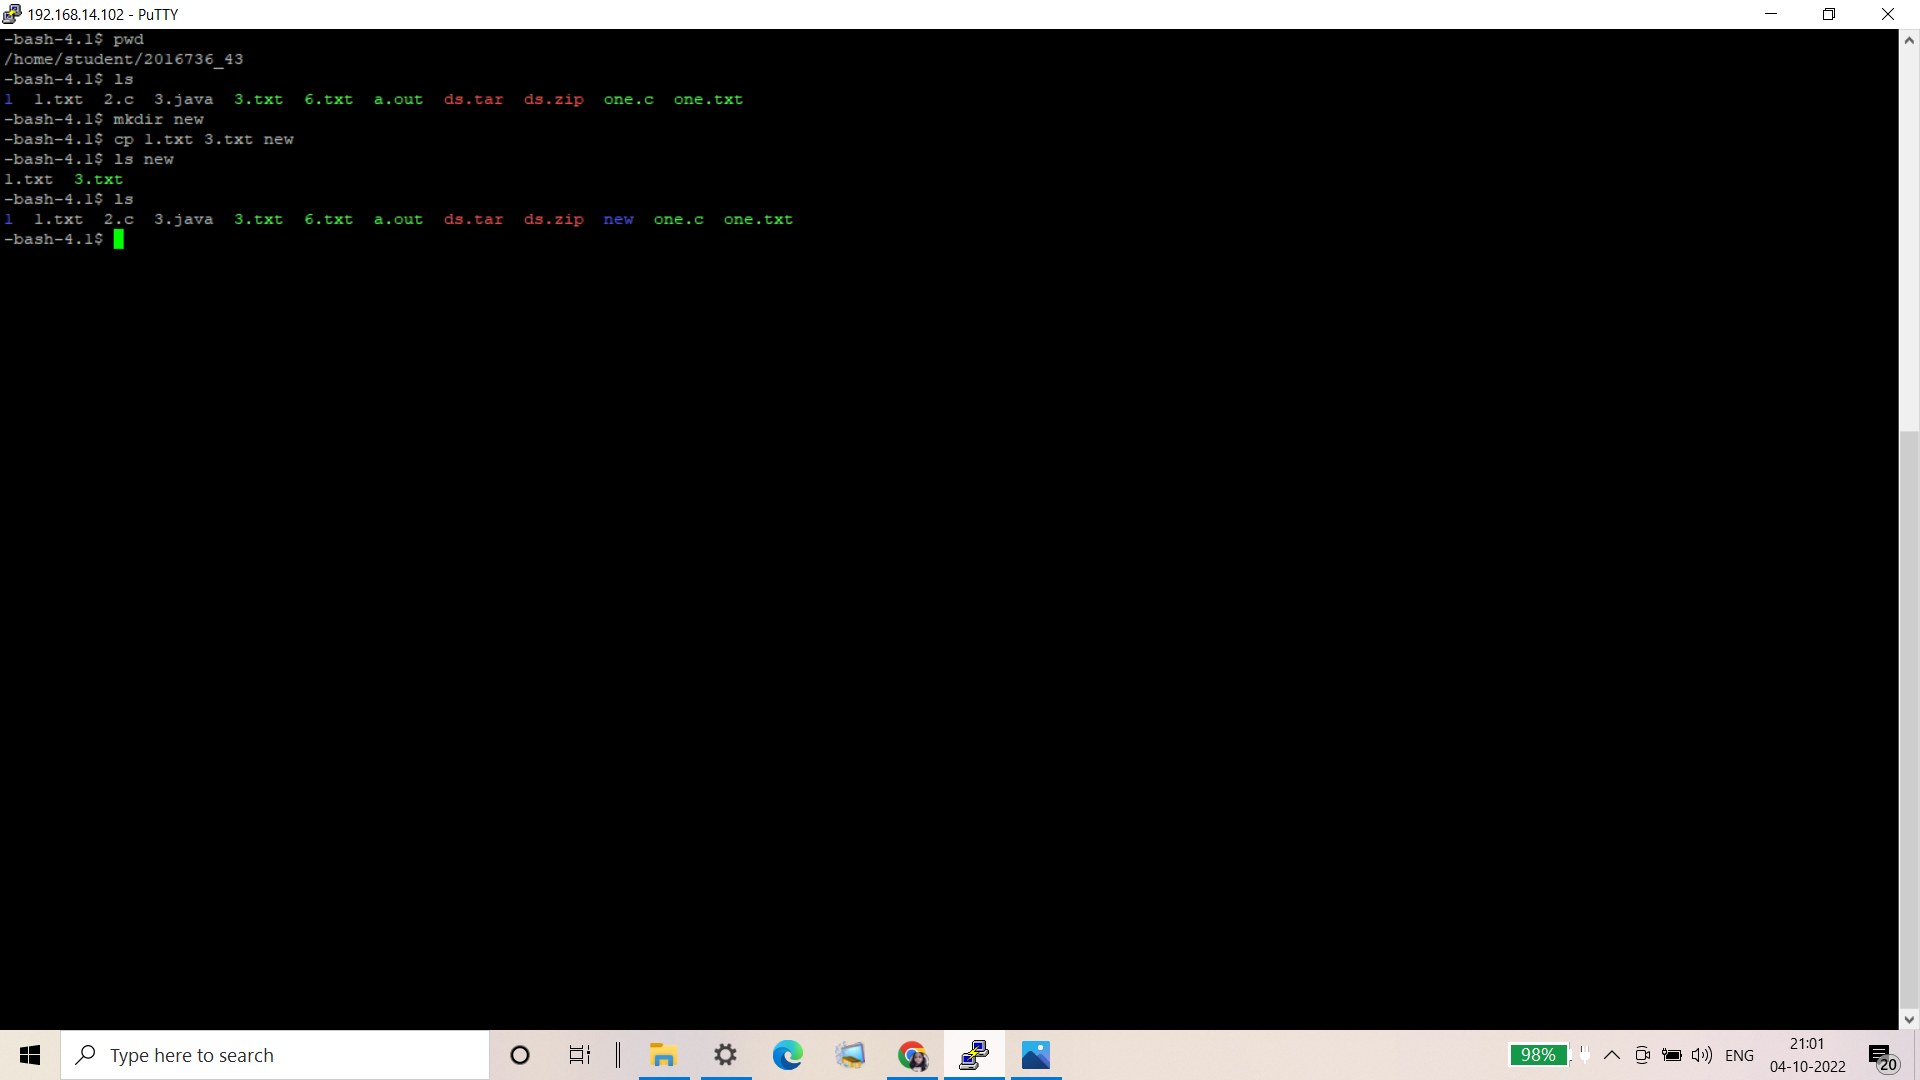 192.168.14.102 - PuTTY
-bash-4.1$ pwd
/home/student/2016736_43
-bash-4.1$ ls
1  1.txt  2.c  3.java  3.txt  6.txt  a.out  ds.tar  ds.zip  one.c  one.txt
-bash-4.1$ mkdir new
-bash-4.1$ cp 1.txt 3.txt new
-bash-4.1$ ls new
1.txt  3.txt
-bash-4.1$ ls
1  1.txt  2.c  3.java  3.txt  6.txt  a.out  ds.tar  ds.zip  new  one.c  one.txt
-bash-4.1$
Type here to search
98%
ENG
21:01
04-10-2022
20